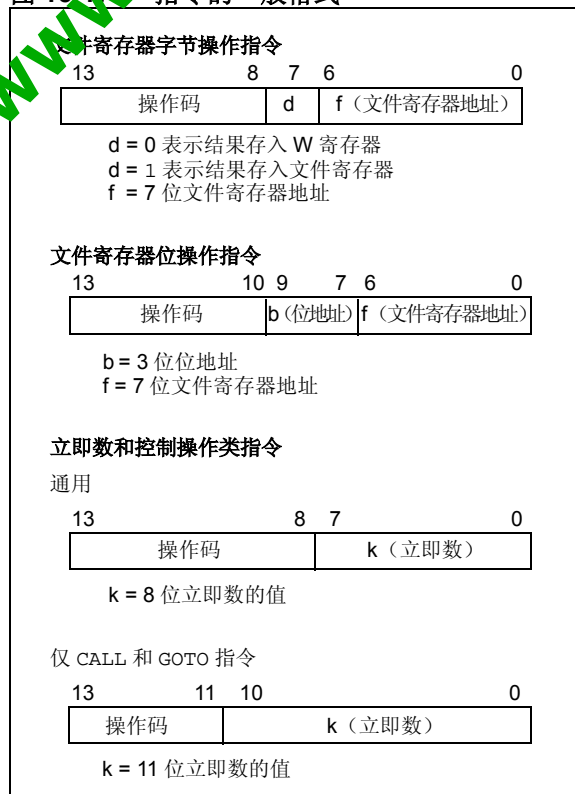 指令的一般格式
文件寄存器字节操作指令
13 8 7 6 0
操作码 d f（文件寄存器地址）
d = 0 表示结果存入 W 寄存器
d = 1 表示结果存入文件寄存器
f = 7 位文件寄存器地址
文件寄存器位操作指令
13 10 9 7 6 0
操作码 b（位地址） f（文件寄存器地址）
b = 3 位位地址
f = 7 位文件寄存器地址
立即数和控制操作类指令
通用
13 8 7 0
操作码 k（立即数）
k = 8 位立即数的值
仅 CALL 和 GOTO 指令
13 11 10 0
操作码 k（立即数）
k = 11 位立即数的值